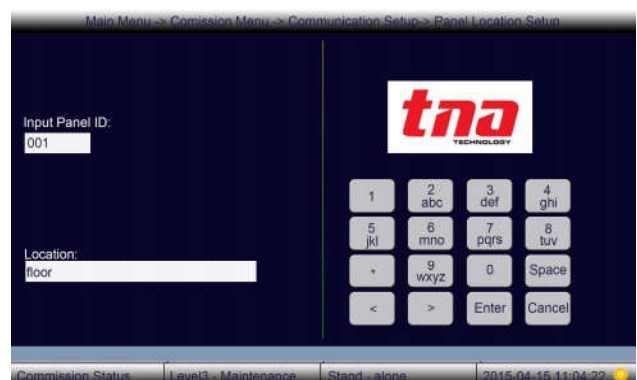 Main Menu -> Comission Menu -> Communication Setup-> Panel Location Setup
Input Panel ID:
001
Location:
floor
tna
TECHNOLOGY
1
2
abc
3
def
4
ghi
5
jkl
6
mno
7
pqrs
8
tuv
9
wxyz
0
Space
<
>
Enter
Cancel
Commission Status
Level3 - Maintenance
Stand - alone
2015-04-15 11:04:22